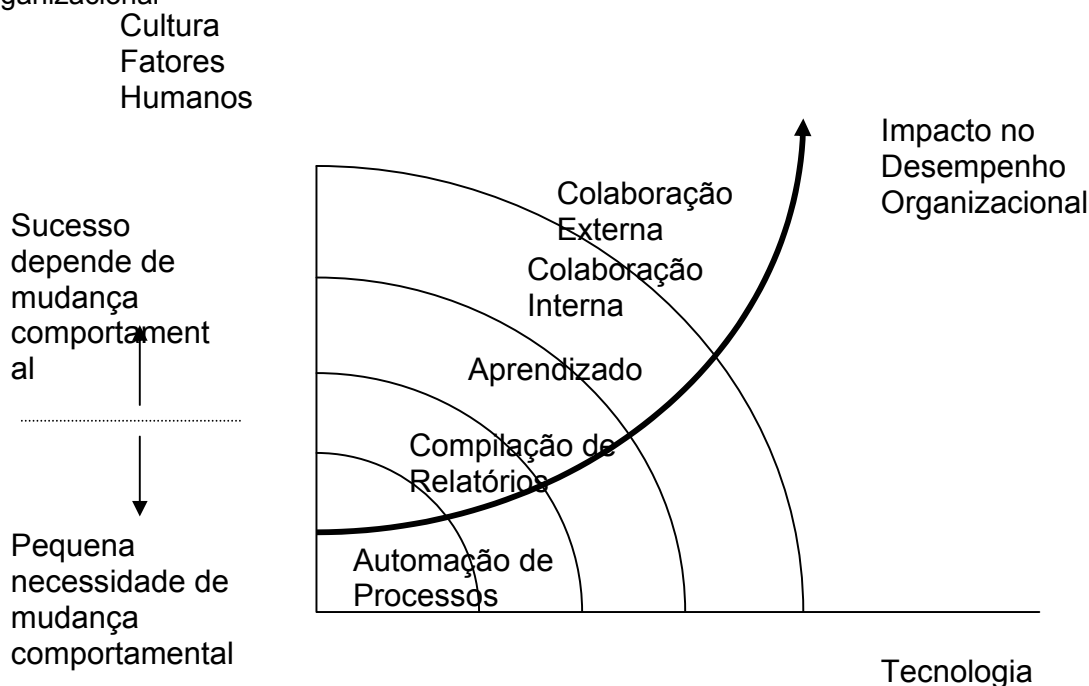 Cultura
Fatores
Humanos
Impacto no
Desempenho
Organizacional
Colaboração
Externa
Colaboração
Interna
Sucesso
depende de
mudança
comportament
al
Aprendizado
Compilação de
Relatórios
Automação de
Processos
Pequena
necessidade de
mudança
comportamental
Tecnologia